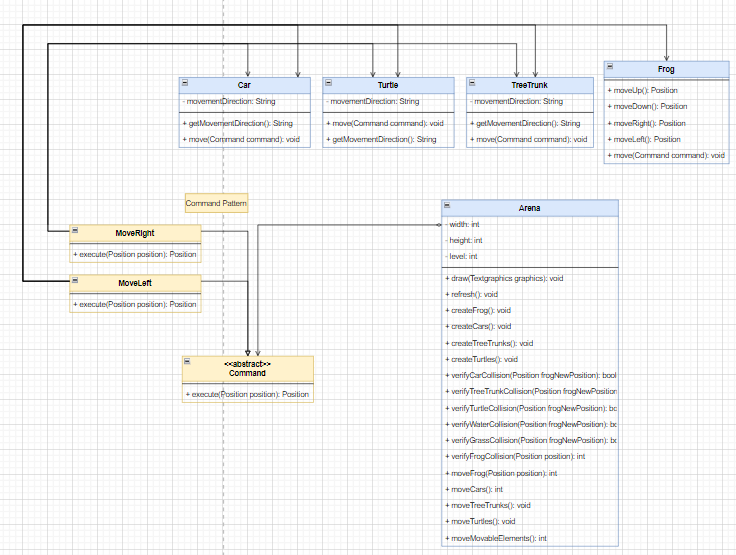 Car
- movementDirection: String
+ getMovementDirection(): String
+ move(Command command): void
Turtle
- movementDirection: String
+ move(Command command): void
+ getMovementDirection(): String
TreeTrunk
- movementDirection: String
+ getMovementDirection(): String
+ move(Command command): void
Frog
+ moveUp(): Position
+ moveDown(): Position
+ moveRight(): Position
+ moveLeft(): Position
+ move(Command command): void
Command Pattern
MoveRight
+ execute(Position position): Position
MoveLeft
+ execute(Position position): Position
<<abstract>>
Command
+ execute(Position position): Position
Arena
- width: int
- height: int
- level: int
+ draw(Textgraphics graphics): void
+ refresh(): void
+ createFrog(): void
+ createCars(): void
+ createTreeTrunks(): void
+ createTurtles(): void
+ verifyCarCollision(Position frogNewPosition): bool
+ verifyTreeTrunkCollision(Position frogNewPosition
+ verifyTurtleCollision(Position frogNewPosition): bo
+ verifyWaterCollision(Position frogNewPosition): bo
+ verifyGrassCollision(Position frogNewPosition): bo
+ verifyFrogCollision(Position position): int
+ moveFrog(Position position): int
+ moveCars(): int
+ moveTreeTrunks(): void
+ moveTurtles(): void
+ moveMovableElements(): int